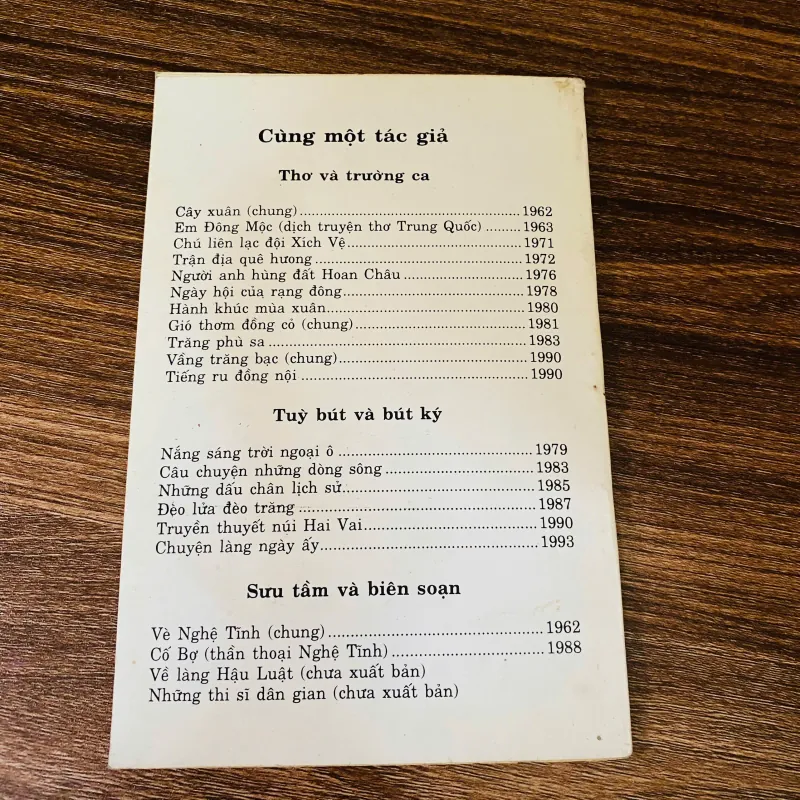 Cùng một tác giả
Thơ và trường ca
Cây xuân (chung)........................................................1962
Em Đông Mộc (dịch truyện thơ Trung Quốc).........1963
Chú liên lạc đội Xích Vệ............................................1971
Trận địa quê hương.....................................................1972
Người anh hùng đất Hoan Châu...............................1976
Ngày hội của rạng đông..............................................1978
Hành khúc mùa xuân..................................................1980
Gió thơm đồng cỏ (chung)...........................................1981
Trăng phù sa................................................................1983
Vầng trăng bạc (chung)...............................................1990
Tiếng ru đồng nội.........................................................1990
Tuỳ bút và bút ký
Nắng sáng trời ngoại ô................................................1979
Câu chuyện những dòng sông.....................................1983
Những dấu chân lịch sử...............................................1985
Đèo lửa đèo trăng.........................................................1987
Truyền thuyết núi Hai Vai..........................................1990
Chuyện làng ngày ấy...................................................1993
Sưu tầm và biên soạn
Vè Nghệ Tĩnh (chung).................................................1962
Cố Bợ (thần thoại Nghệ Tĩnh)...................................1988
Về làng Hậu Luật (chưa xuất bản)
Những thi sĩ dân gian (chưa xuất bản)